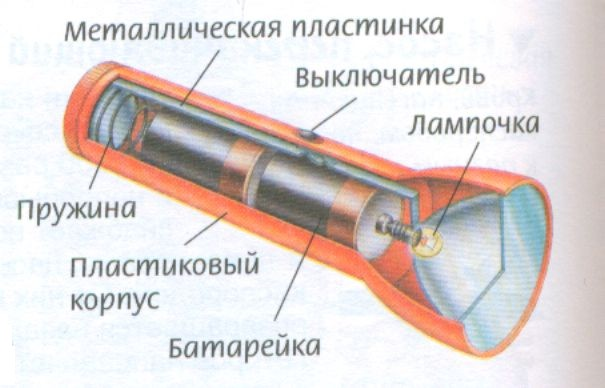 Металлическая пластинка
Выключатель
Лампочка
Пружина
Пластиковый
корпус
Батарейка